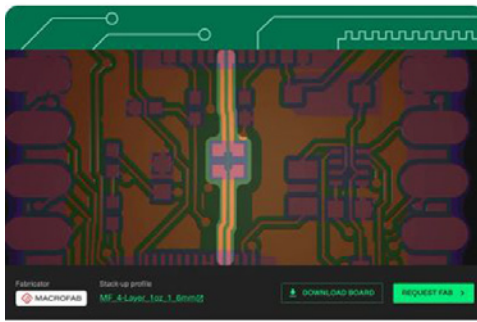 Fabricator
MACROFAB
Stack-up profile
MF_4-Layer_1oz_1_6mm
DOWNLOAD BOARD
REQUEST FAB